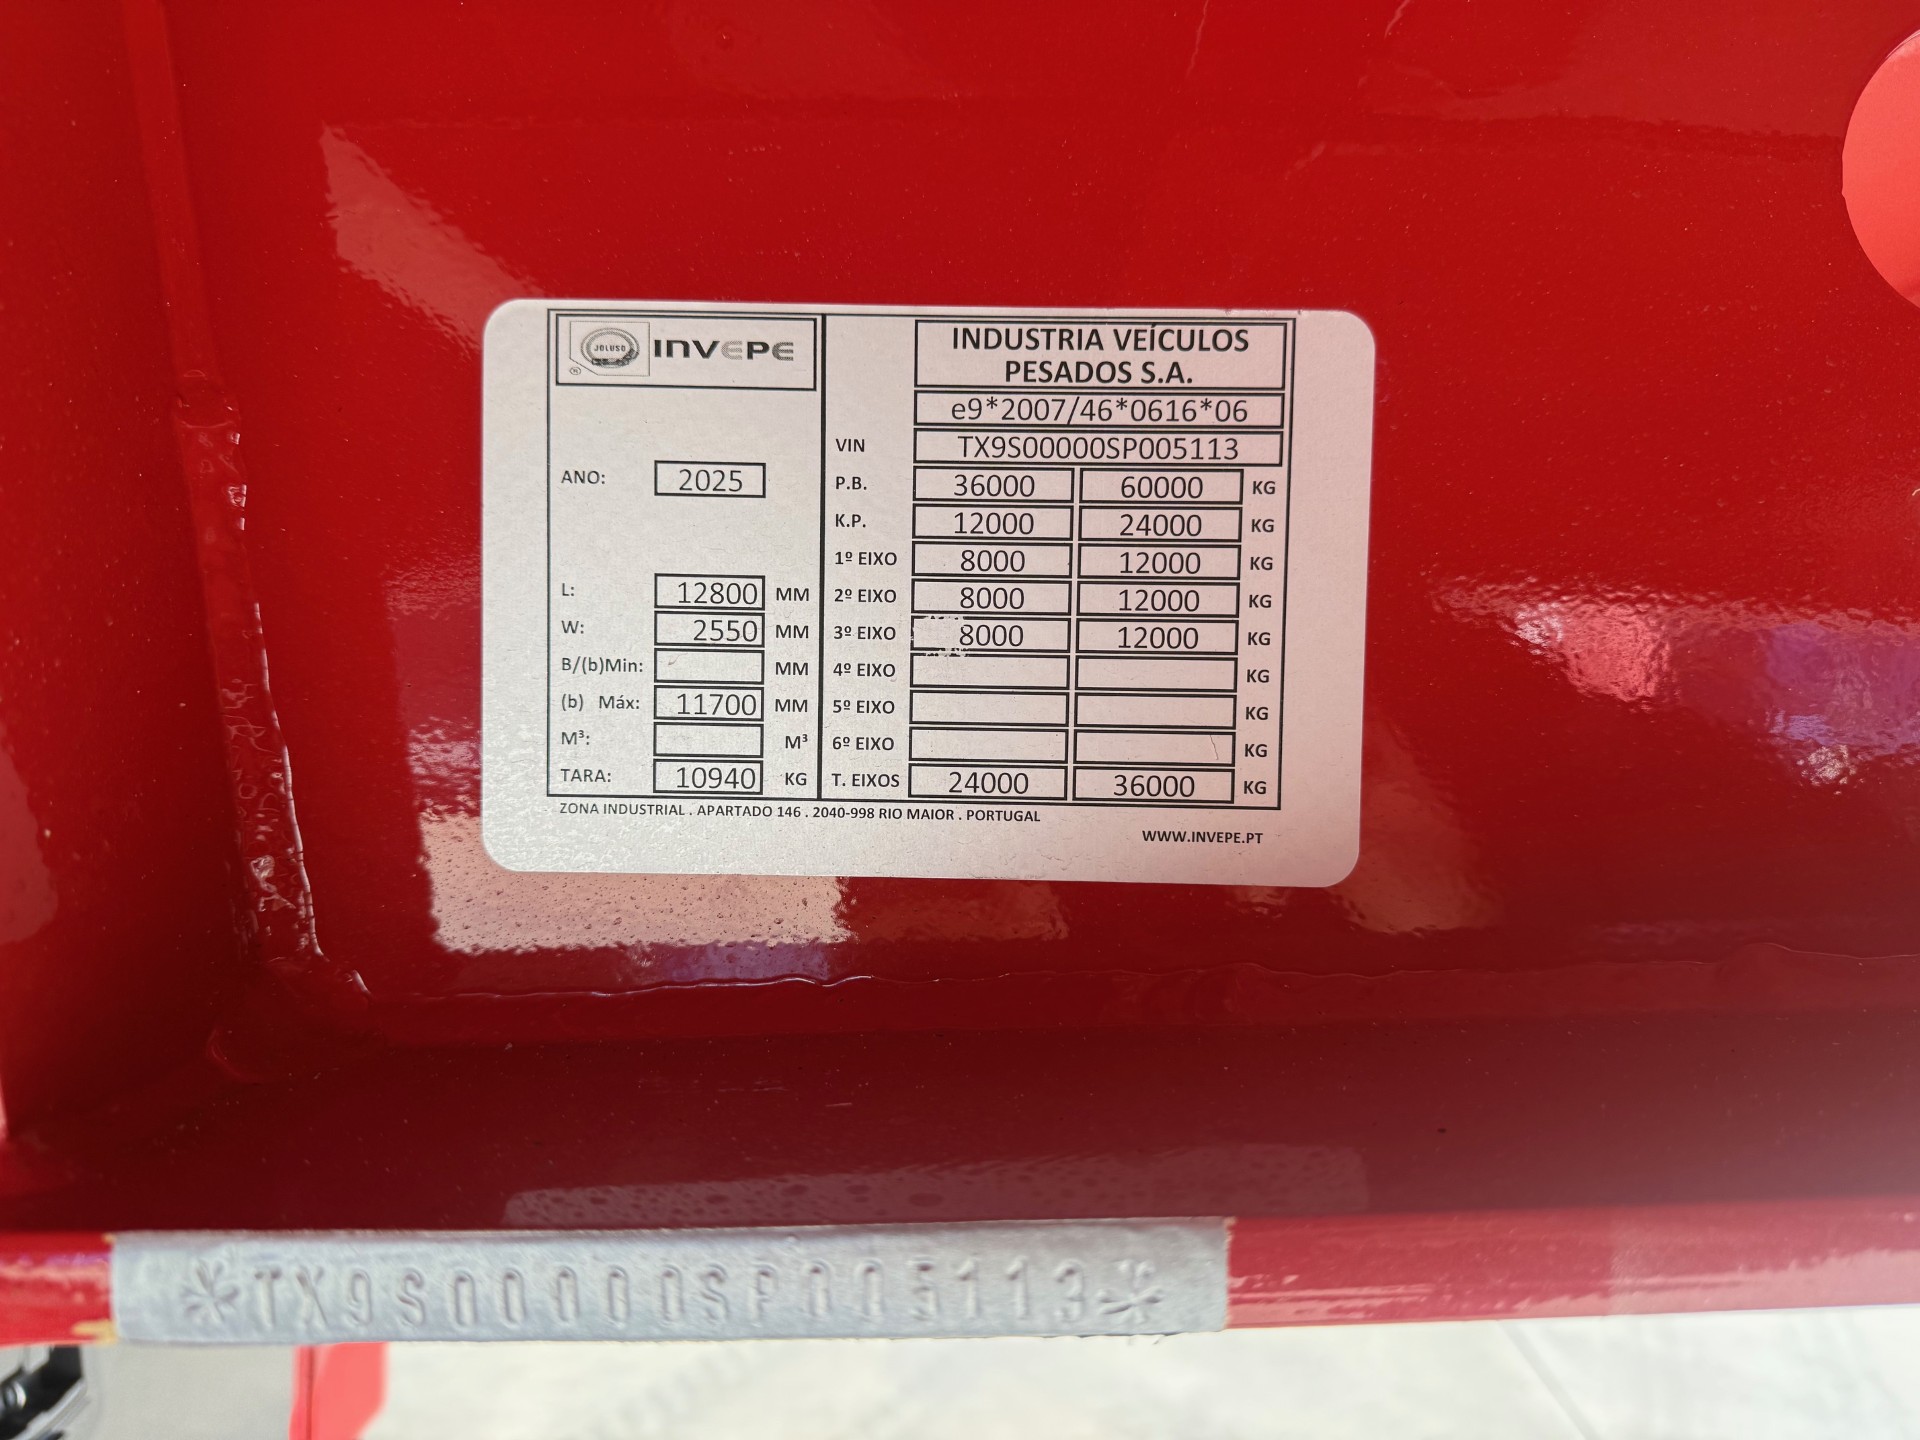 JOLUSO INVEPE
INDUSTRIA VEÍCULOS
PESADOS S.A.
e9*2007/46*0616*06
VIN TX9S00000SP005113
ANO: 2025
P.B. 36000 60000 KG
K.P. 12000 24000 KG
1º EIXO 8000 12000 KG
L: 12800 MM 2º EIXO 8000 12000 KG
W: 2550 MM 3º EIXO 8000 12000 KG
B/(b)Min: MM 4º EIXO KG
(b) Máx: 11700 MM 5º EIXO KG
M³: M³ 6º EIXO KG
TARA: 10940 KG T. EIXOS 24000 36000 KG
ZONA INDUSTRIAL . APARTADO 146 . 2040-998 RIO MAIOR . PORTUGAL
WWW.INVEPE.PT
*TX9S00000SP005113*